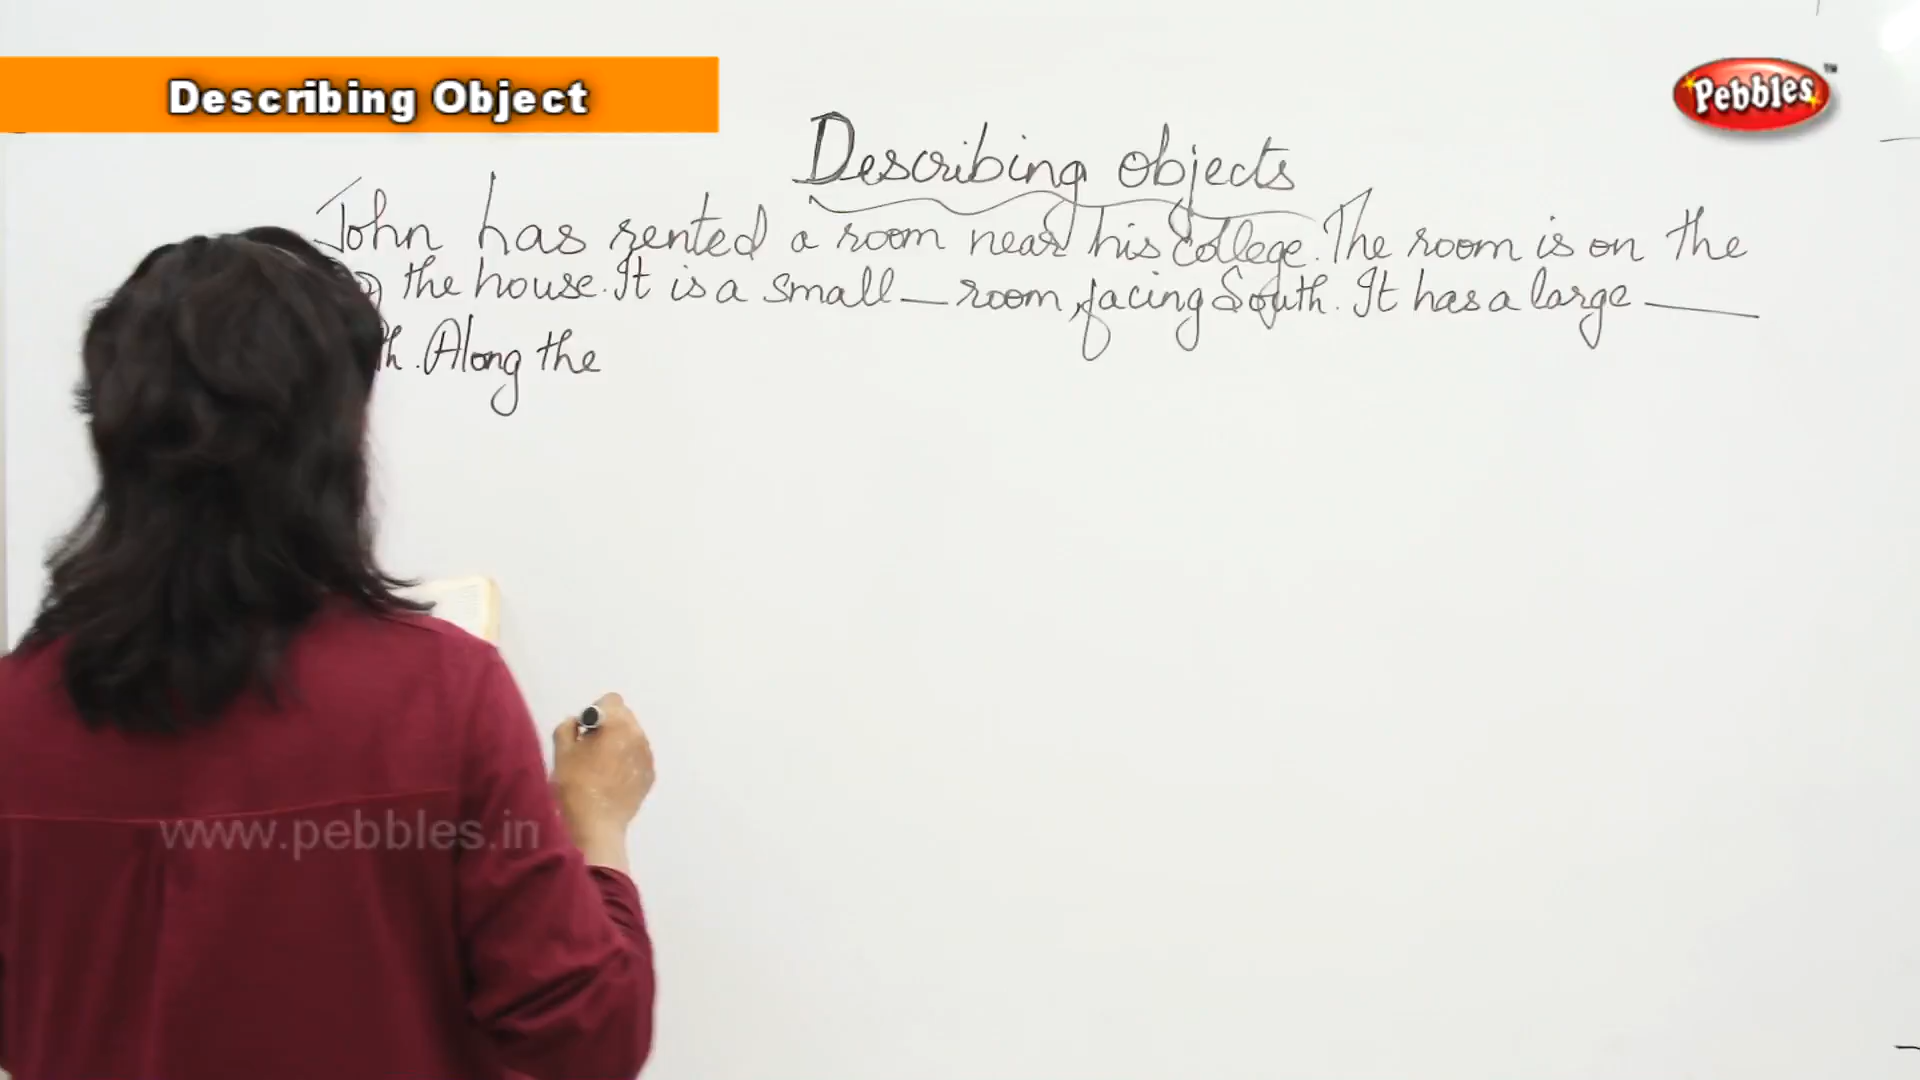 Describing Object
Pebbles™
Describing objects
John has rented a room near his college. The room is on the
the house. It is a small — room, facing South. It has a large —
. Along the
www.pebbles.in